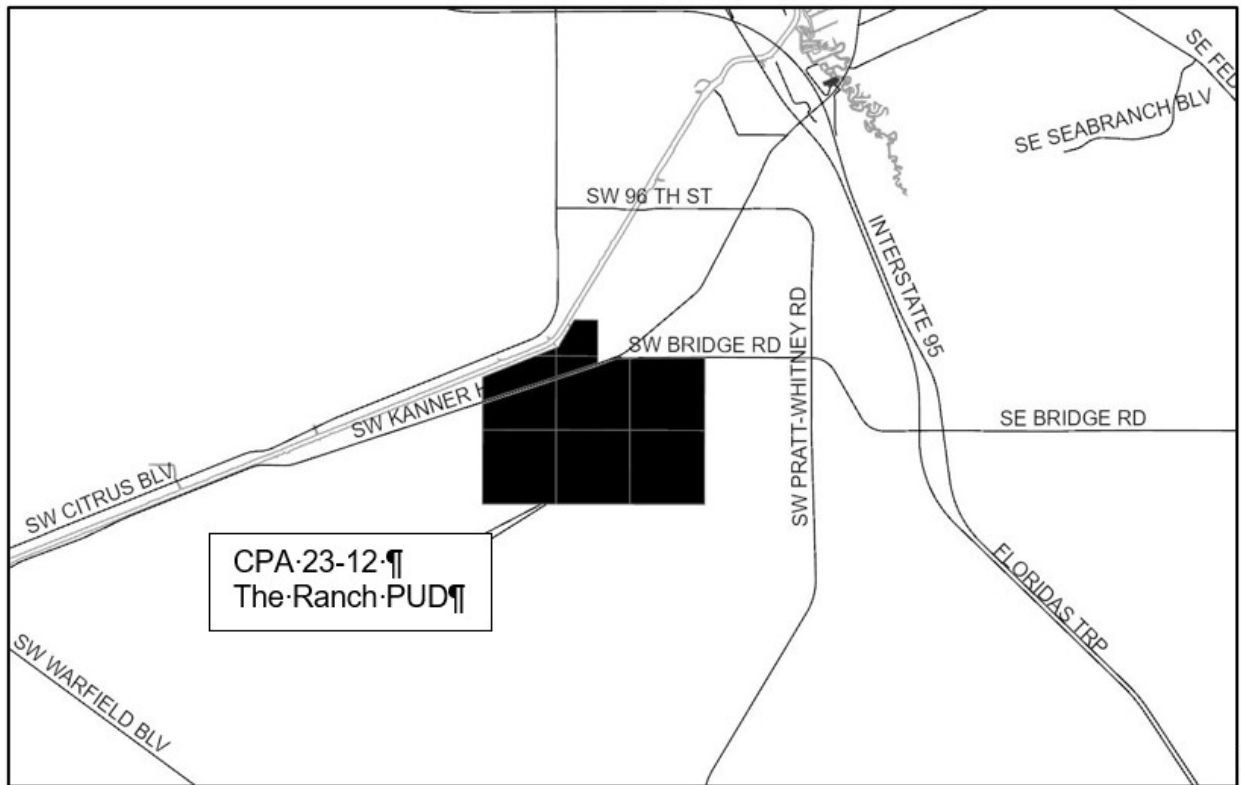 SE FED
SE SEABRANCH BLV
SW 96 TH ST
INTERSTATE 95
SW PRATT-WHITNEY RD
SW BRIDGE RD
SW KANNER H
SE BRIDGE RD
SW CITRUS BLV
CPA·23-12·¶
The·Ranch·PUD¶
FLORIDAS TRP
SW WARFIELD BLV